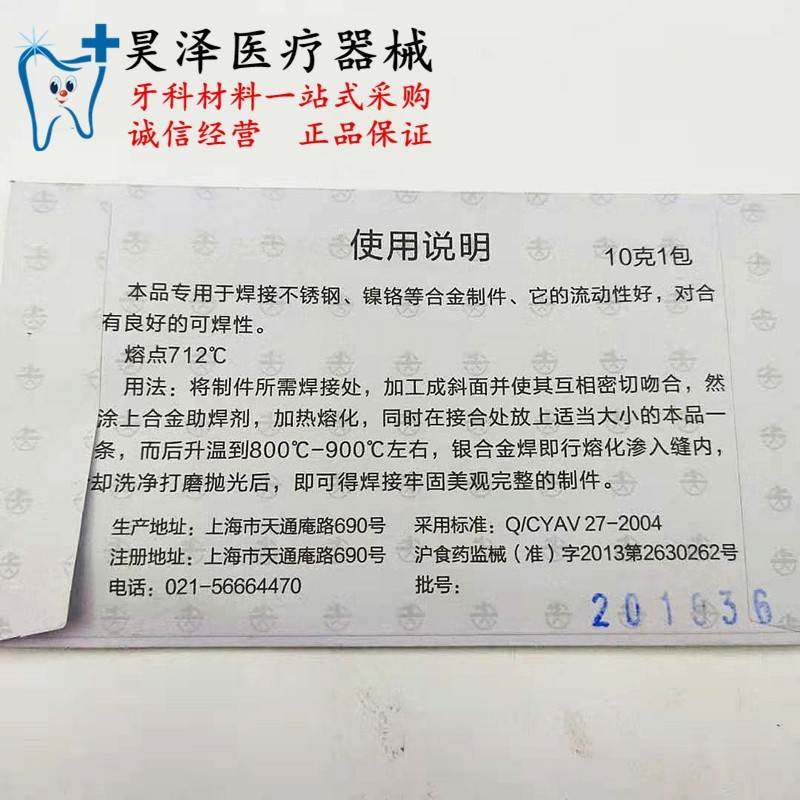 昊泽医疗器械
牙科材料一站式采购
诚信经营 正品保证
使用说明
10克1包
本品专用于焊接不锈钢、镍铬等合金制件、它的流动性好，对合
有良好的可焊性。
熔点712℃
用法：将制件所需焊接处，加工成斜面并使其互相密切吻合，然
涂上合金助焊剂，加热熔化，同时在接合处放上适当大小的本品一
条，而后升温到800℃-900℃左右，银合金焊即行熔化渗入缝内，
却洗净打磨抛光后，即可得焊接牢固美观完整的制件。
生产地址：上海市天通庵路690号 采用标准：Q/CYAV 27-2004
注册地址：上海市天通庵路690号 沪食药监械（准）字2013第2630262号
电话：021-56664470 批号：
201936